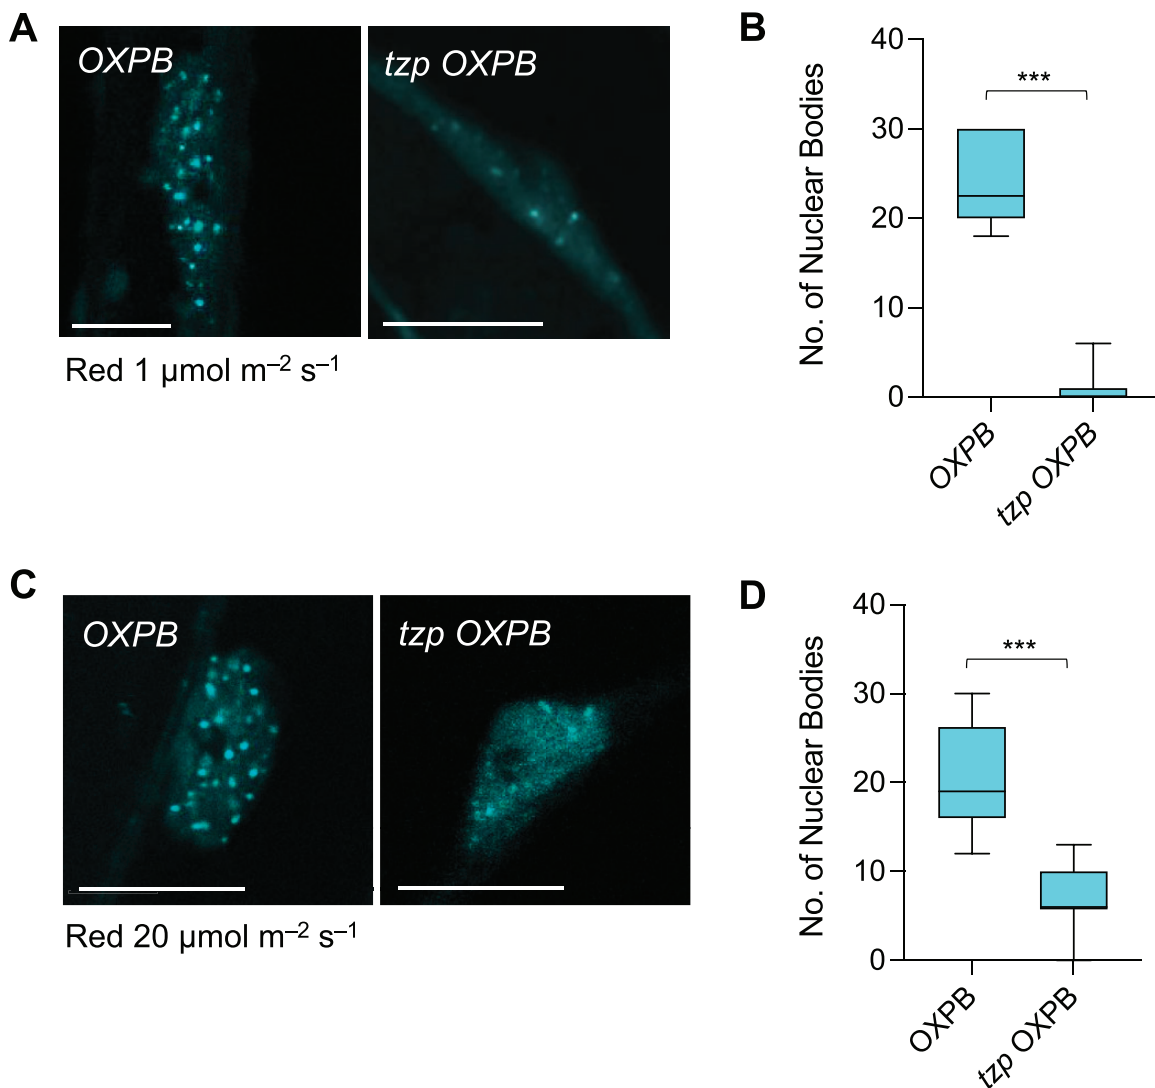 A
OXPB
tzp OXPB
Red 1 µmol m⁻² s⁻¹
B
No. of Nuclear Bodies
40
30
20
10
0
***
OXPB
tzp OXPB
C
OXPB
tzp OXPB
Red 20 µmol m⁻² s⁻¹
D
No. of Nuclear Bodies
40
30
20
10
0
***
OXPB
tzp OXPB